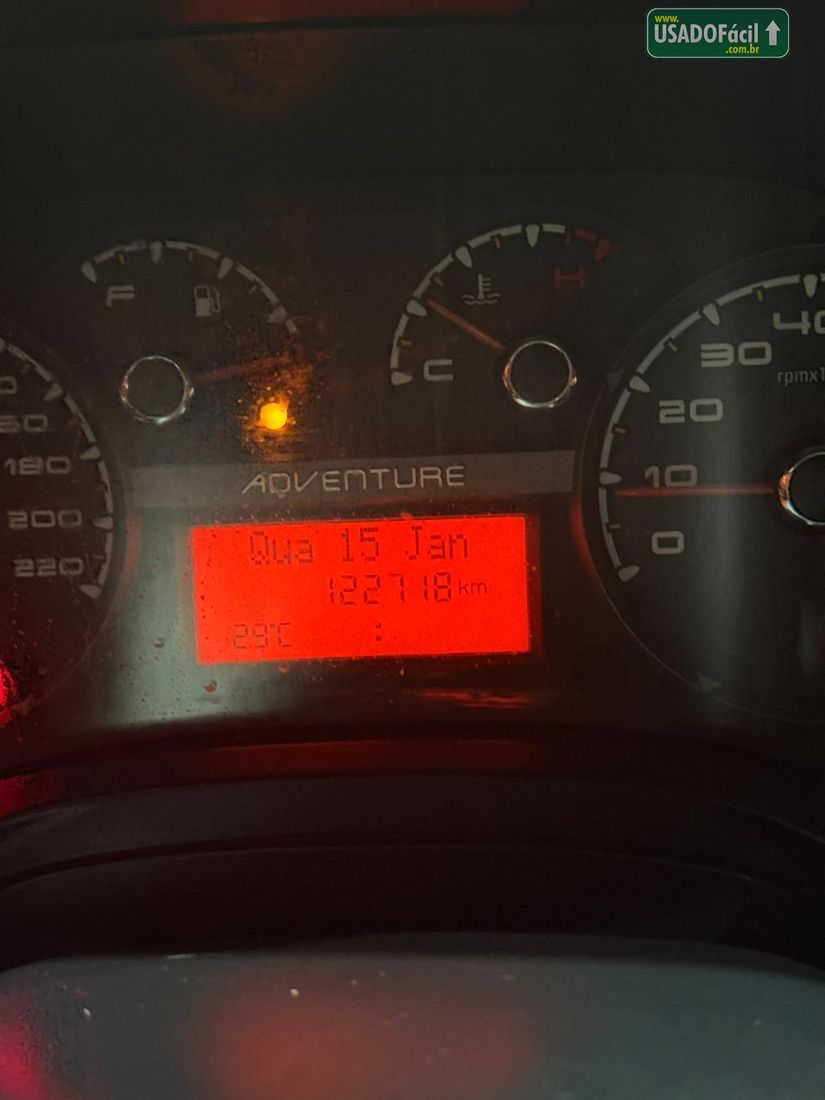 www.
USADOFácil
.com.br
F
C
H
40
30
rpmx1
20
10
0
180
200
220
ADVENTURE
Qua 15 Jan
122718 km
29°C :